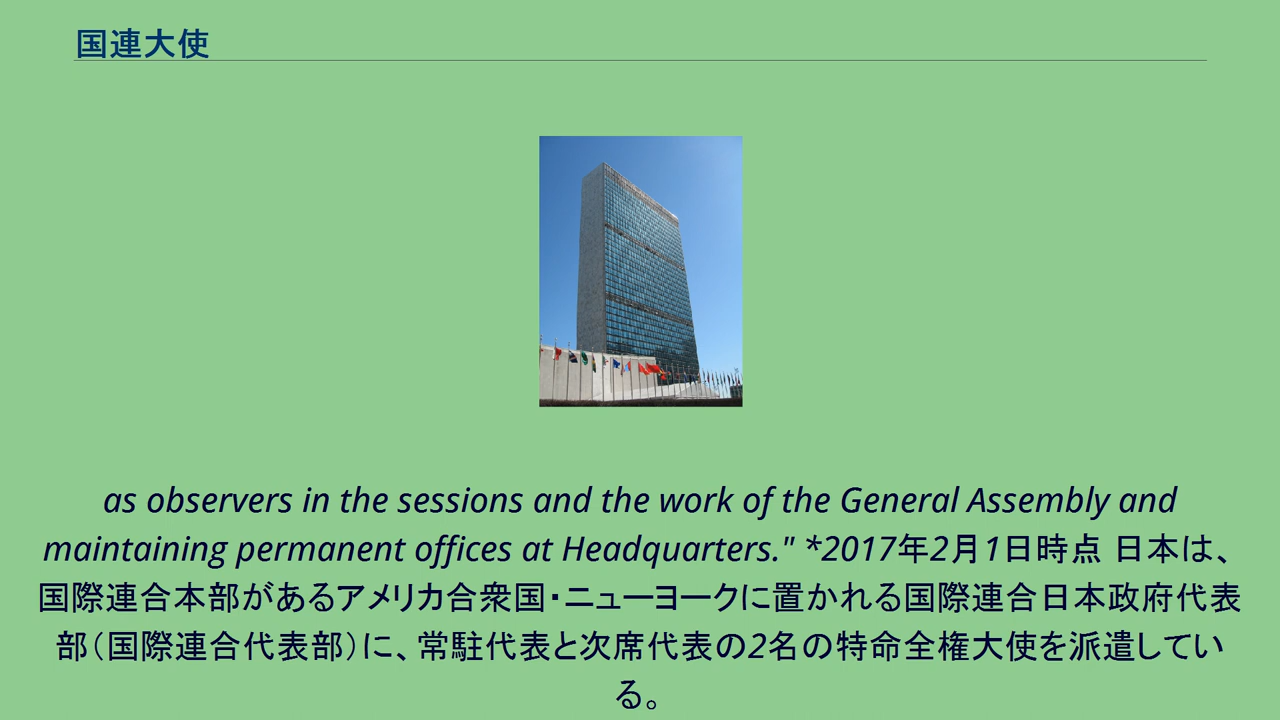 国連大使
as observers in the sessions and the work of the General Assembly and
maintaining permanent offices at Headquarters." *2017年2月1日時点 日本は、
国際連合本部があるアメリカ合衆国・ニューヨークに置かれる国際連合日本政府代表
部（国際連合代表部）に、常駐代表と次席代表の2名の特命全権大使を派遣してい
る。